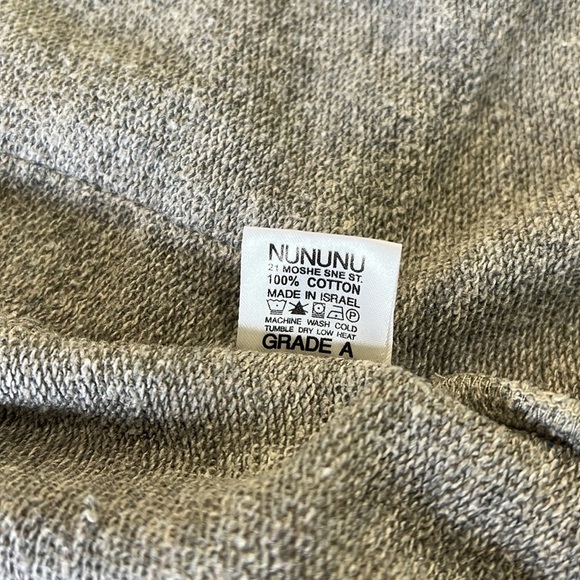 NUNUNU
21 MOSHE SNE ST.
100% COTTON
MADE IN ISRAEL
P
MACHINE WASH COLD
TUMBLE DRY LOW HEAT
GRADE A